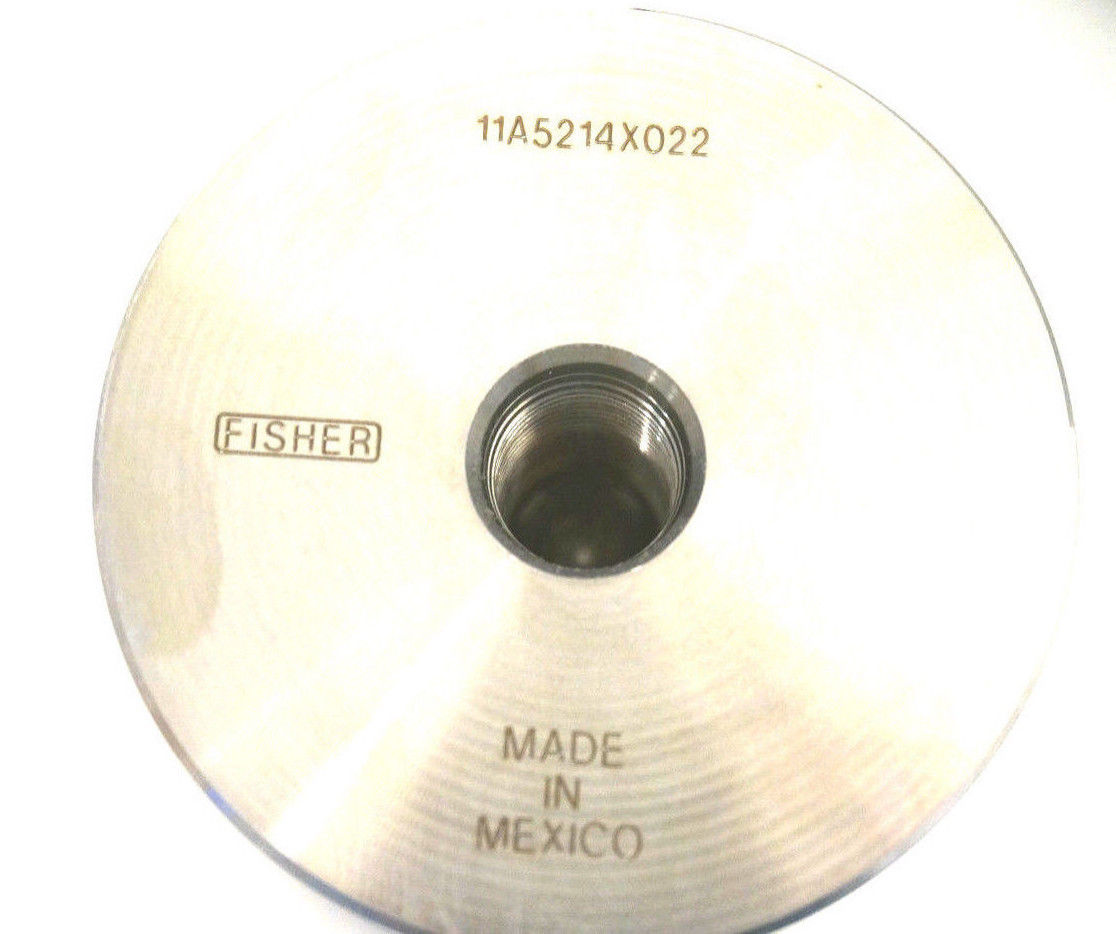 11A5214X022
FISHER
MADE
IN
MEXICO